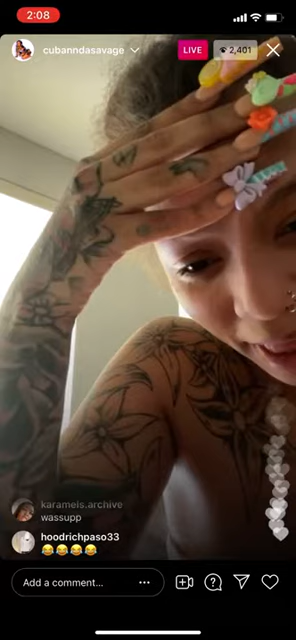 2:08
cubanndasavage
LIVE
2,401
karamels.archive
wassupp
hoodrichpaso33
😂😂😂😂
Add a comment...